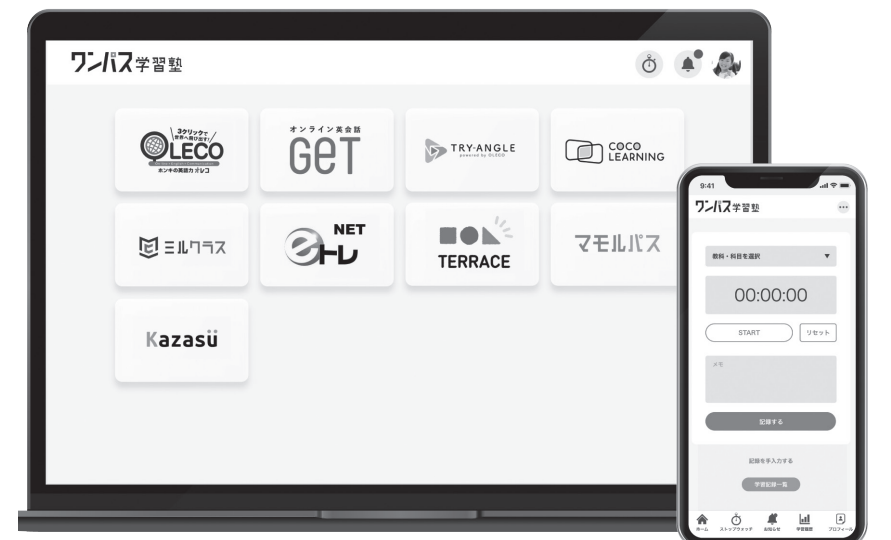 ワンパス学習塾
3クリックで
世界へ飛び出す!
OLECO
ホンキの英語力 オレコ
オンライン英会話
GET
TRY·ANGLE
powered by OLECO
COCO
LEARNING
ミルクラス
NET
eトレ
TERRACE
マモルパス
Kazasü
9:41
ワンパス学習塾
教科・科目を選択
00:00:00
START
リセット
メモ
記録する
記録を手入力する
学習記録一覧
ホーム
ストップウォッチ
お知らせ
学習履歴
プロフィール